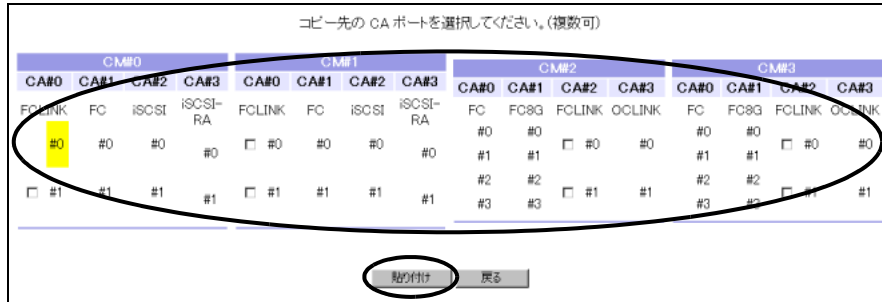 コピー先の CA ポートを選択してください。(複数可)
CM#0 CM#1 CM#2 CM#3
CA#0 CA#1 CA#2 CA#3 CA#0 CA#1 CA#2 CA#3 CA#0 CA#1 CA#2 CA#3 CA#0 CA#1 CA#2 CA#3
FCLINK FC iSCSI iSCSI-RA FCLINK FC iSCSI iSCSI-RA FC FC8G FCLINK OCLINK FC FC8G FCLINK OCLINK
#0 #0 #0 #0 #0 #0 #0 #0 #0 #0 #0 #0 #0 #0 #0 #0
#1 #1 #1 #1
#2 #2 #2 #2
#1 #1 #1 #1 #1 #1 #1 #1 #3 #3 #1 #1 #3 #3 #1 #1
貼り付け 戻る